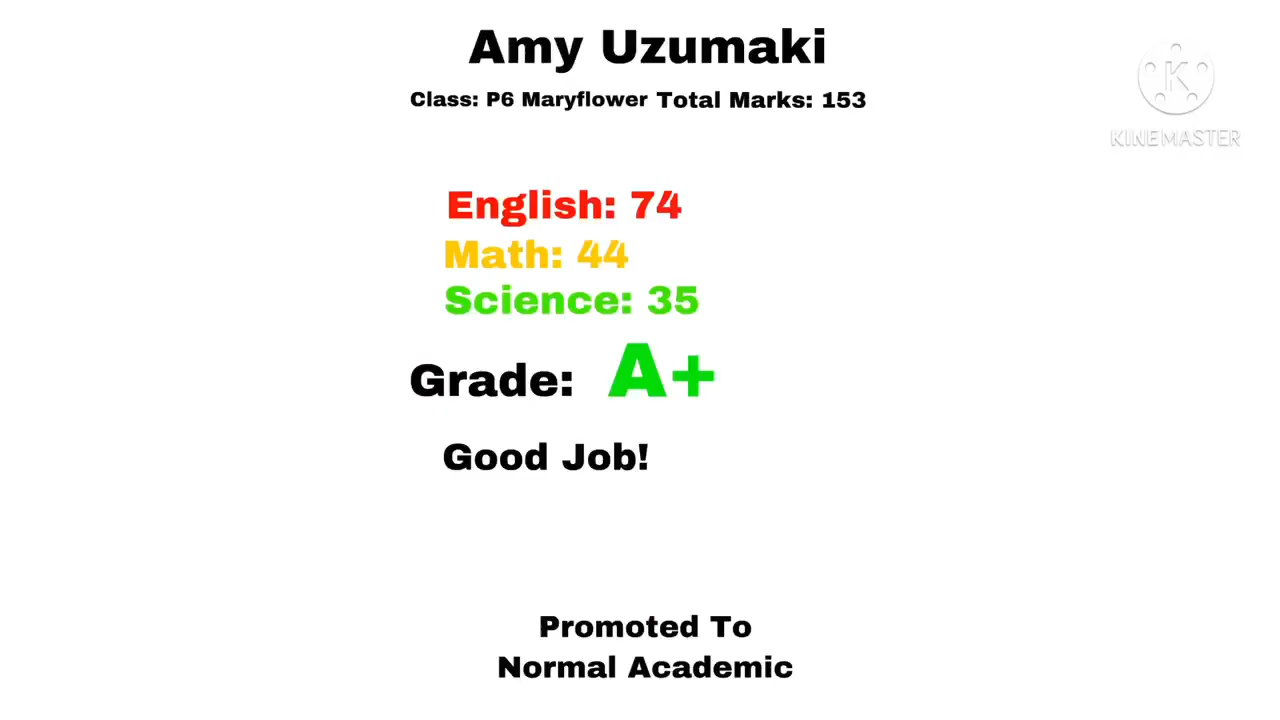 Amy Uzumaki
Class: P6 Maryflower Total Marks: 153
KINEMASTER
English: 74
Math: 44
Science: 35
Grade: A+
Good Job!
Promoted To
Normal Academic